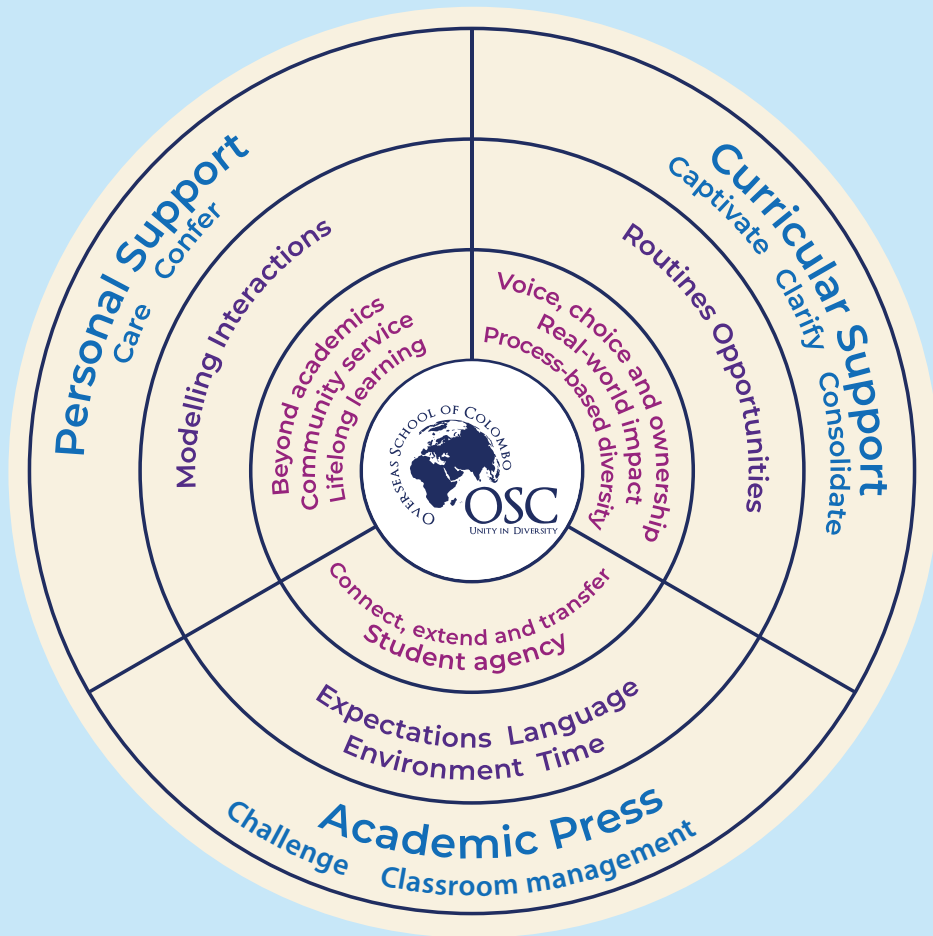 Personal Support
Care Confer
Modelling Interactions
Beyond academics
Community service
Lifelong learning
Curricular Support
Captivate Clarify Consolidate
Routines Opportunities
Voice, choice and ownership
Real-world impact
Process-based diversity
OVERSEAS SCHOOL OF COLOMBO
OSC
UNITY IN DIVERSITY
Connect, extend and transfer
Student agency
Expectations Language
Environment Time
Academic Press
Challenge Classroom management